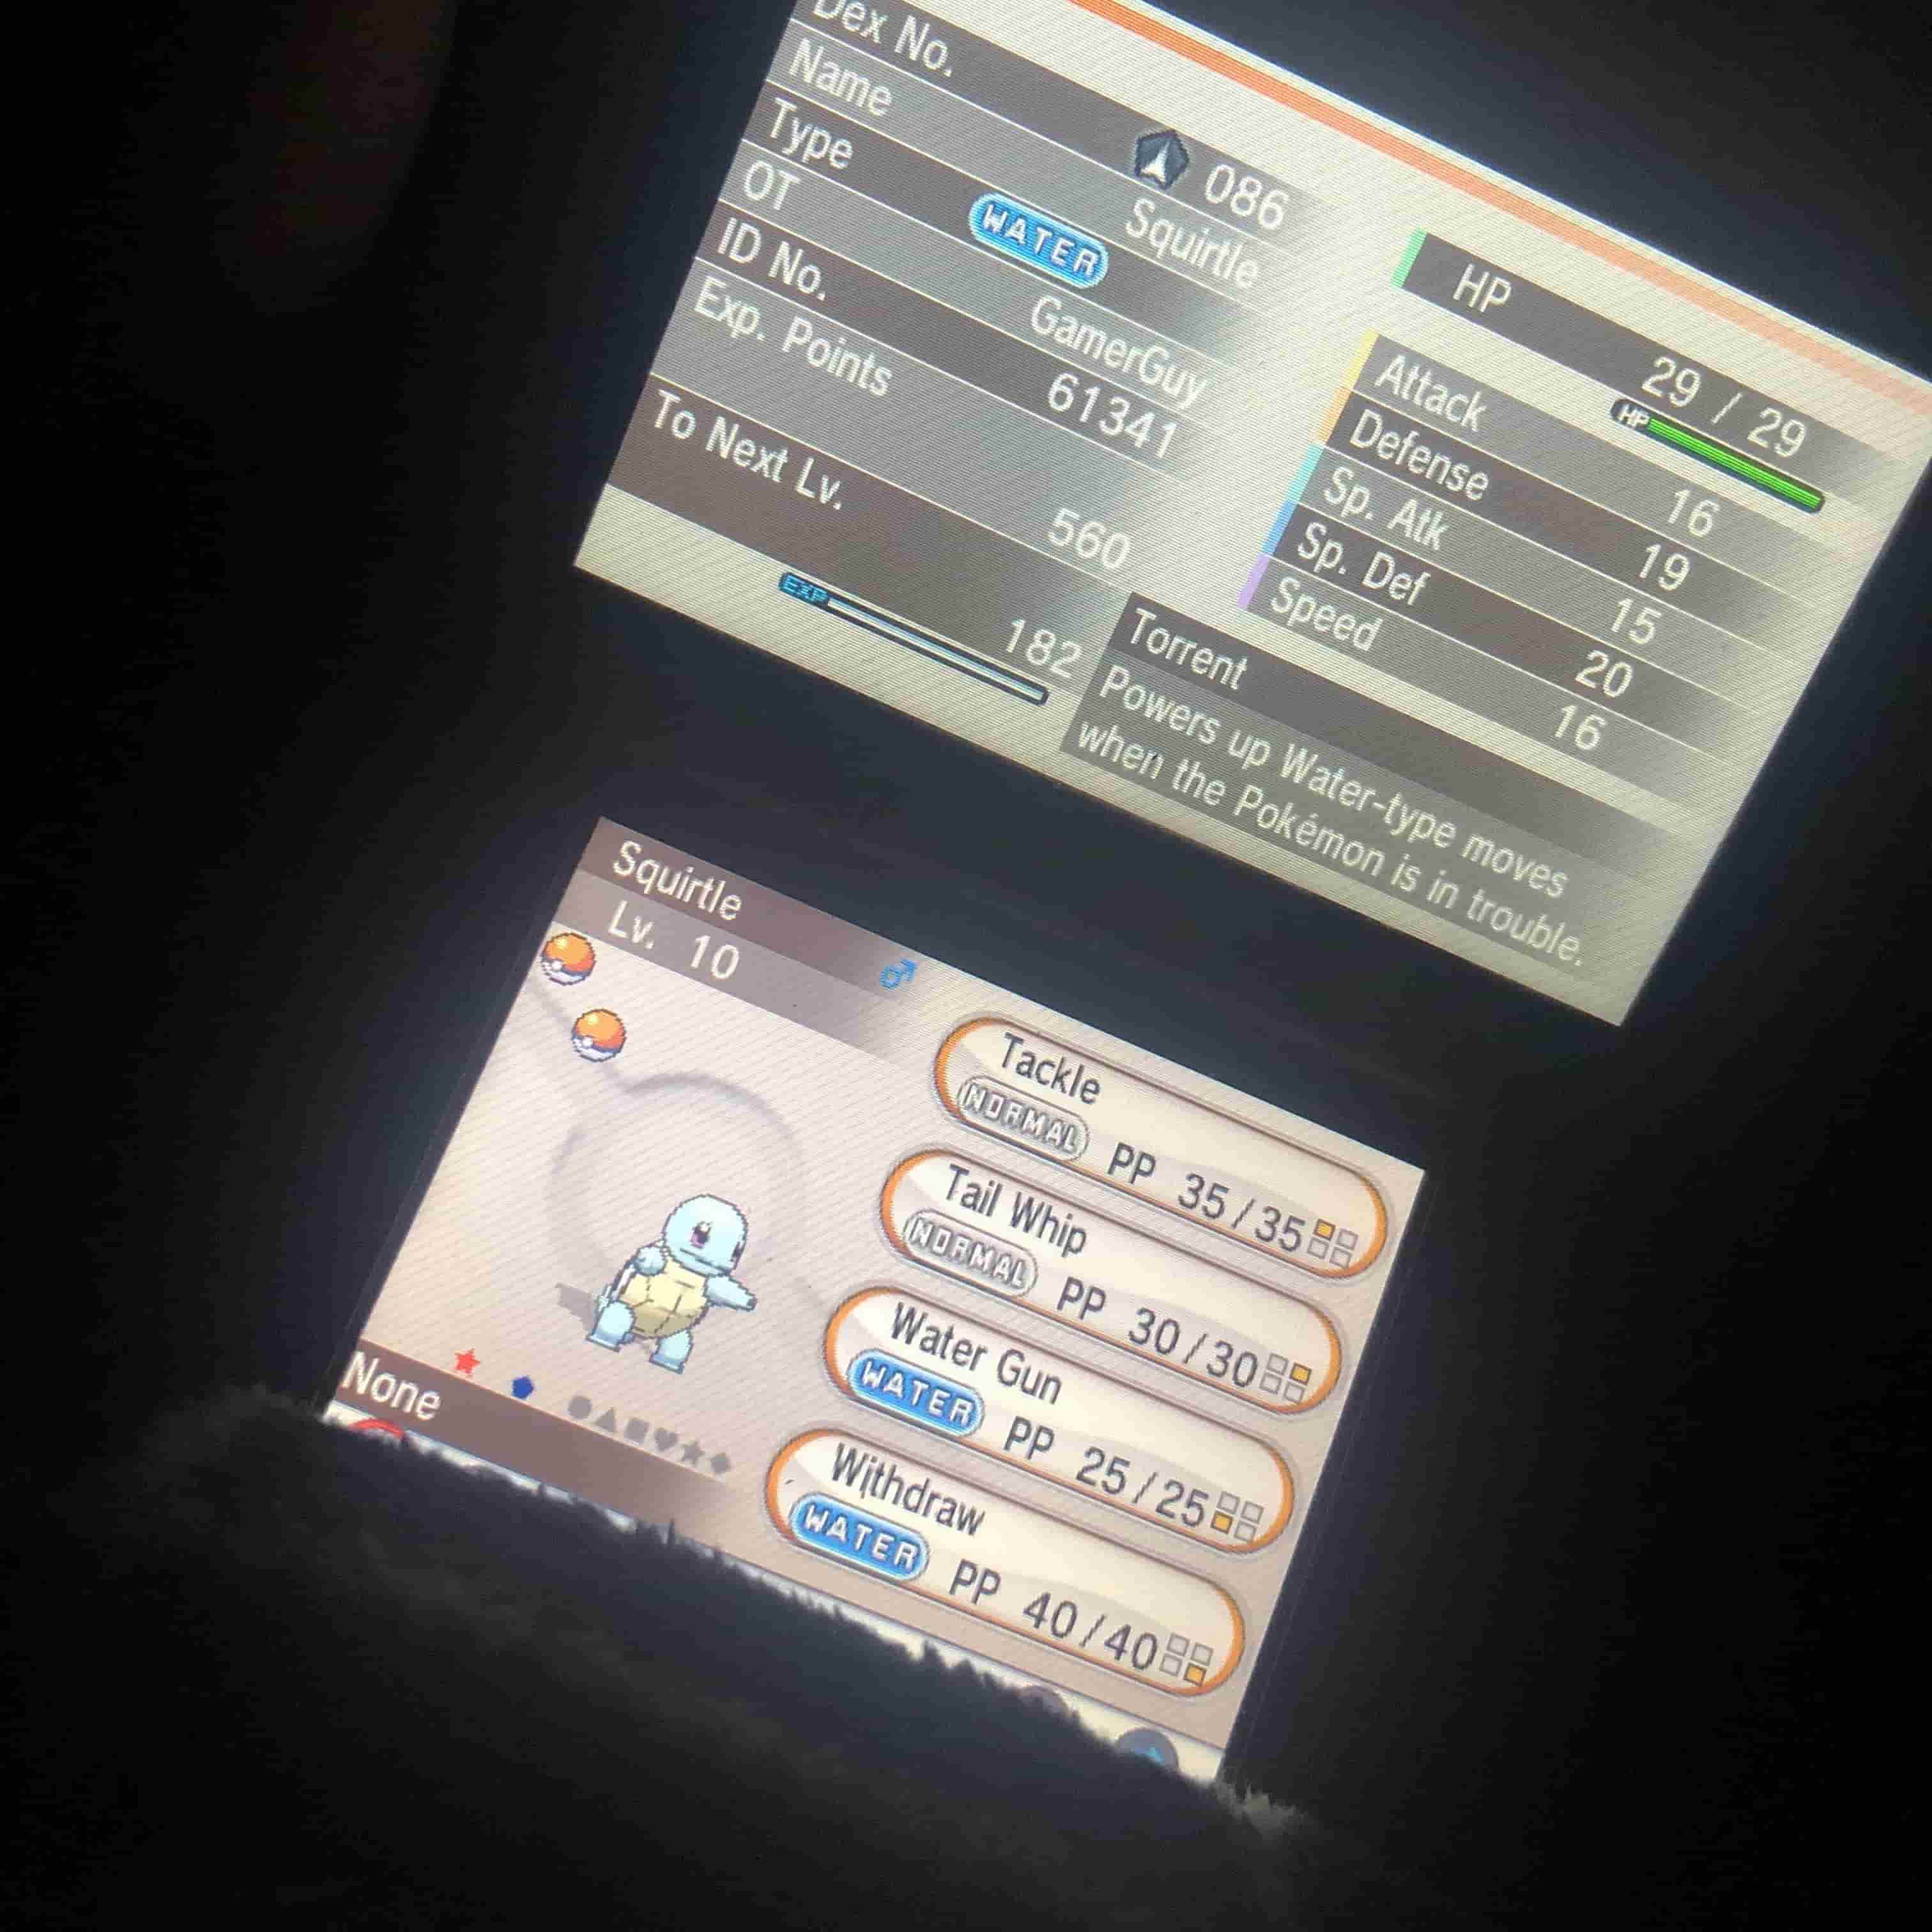 Dex No. 086
Name Squirtle
Type WATER
OT GamerGuy
ID No. 61341
Exp. Points
560
To Next Lv.
182
EXP
HP 29 / 29
HP
Attack 16
Defense 19
Sp. Atk 15
Sp. Def 20
Speed 16
Torrent
Powers up Water-type moves
when the Pokémon is in trouble.
Squirtle
Lv. 10 ♂
Tackle
NORMAL PP 35/35
Tail Whip
NORMAL PP 30/30
Water Gun
WATER PP 25/25
Withdraw
WATER PP 40/40
None